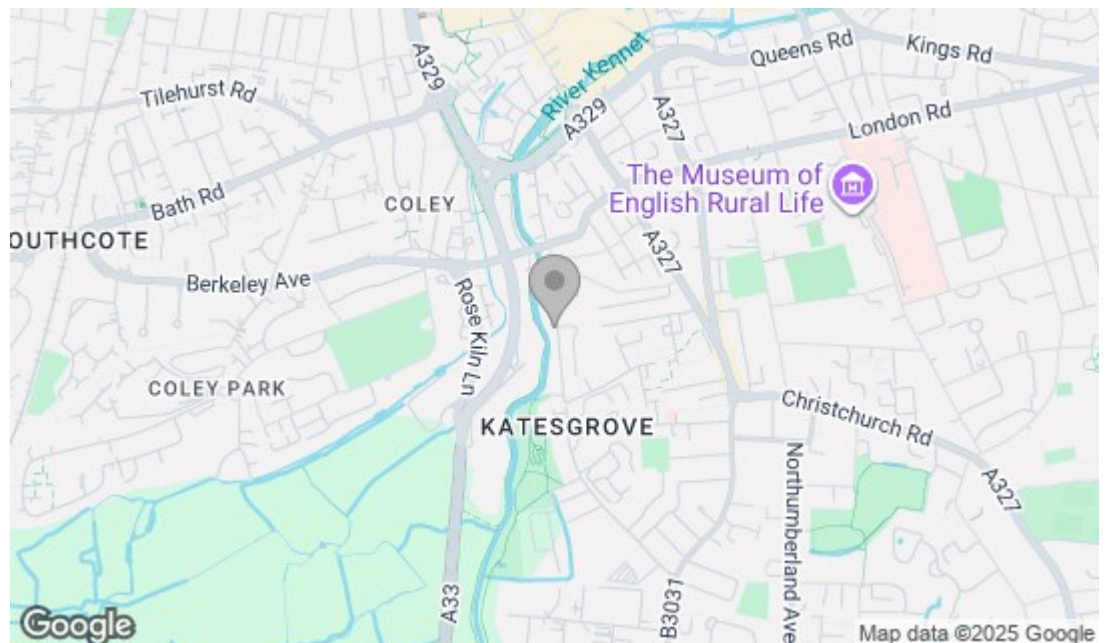 A329
River Kennet
A329
Queens Rd
Kings Rd
Tilehurst Rd
A327
London Rd
The Museum of
English Rural Life
Bath Rd
COLEY
OUTHCOTE
A327
Berkeley Ave
Rose Kiln Ln
COLEY PARK
KATESGROVE
Christchurch Rd
Northumberland Ave
A327
A33
B3031
Google
Map data ©2025 Google